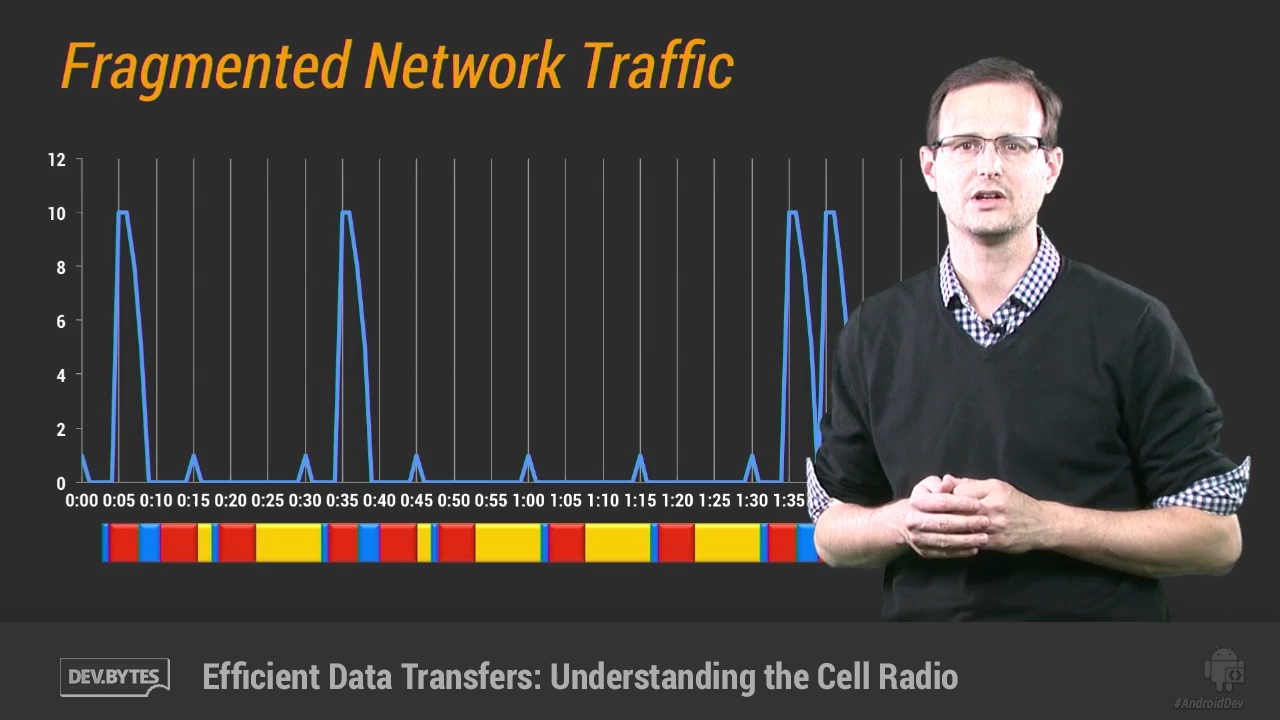 Fragmented Network Traffic
12
10
8
6
4
2
0
0:00 0:05 0:10 0:15 0:20 0:25 0:30 0:35 0:40 0:45 0:50 0:55 1:00 1:05 1:10 1:15 1:20 1:25 1:30 1:35
DEV.BYTES
Efficient Data Transfers: Understanding the Cell Radio
#AndroidDev